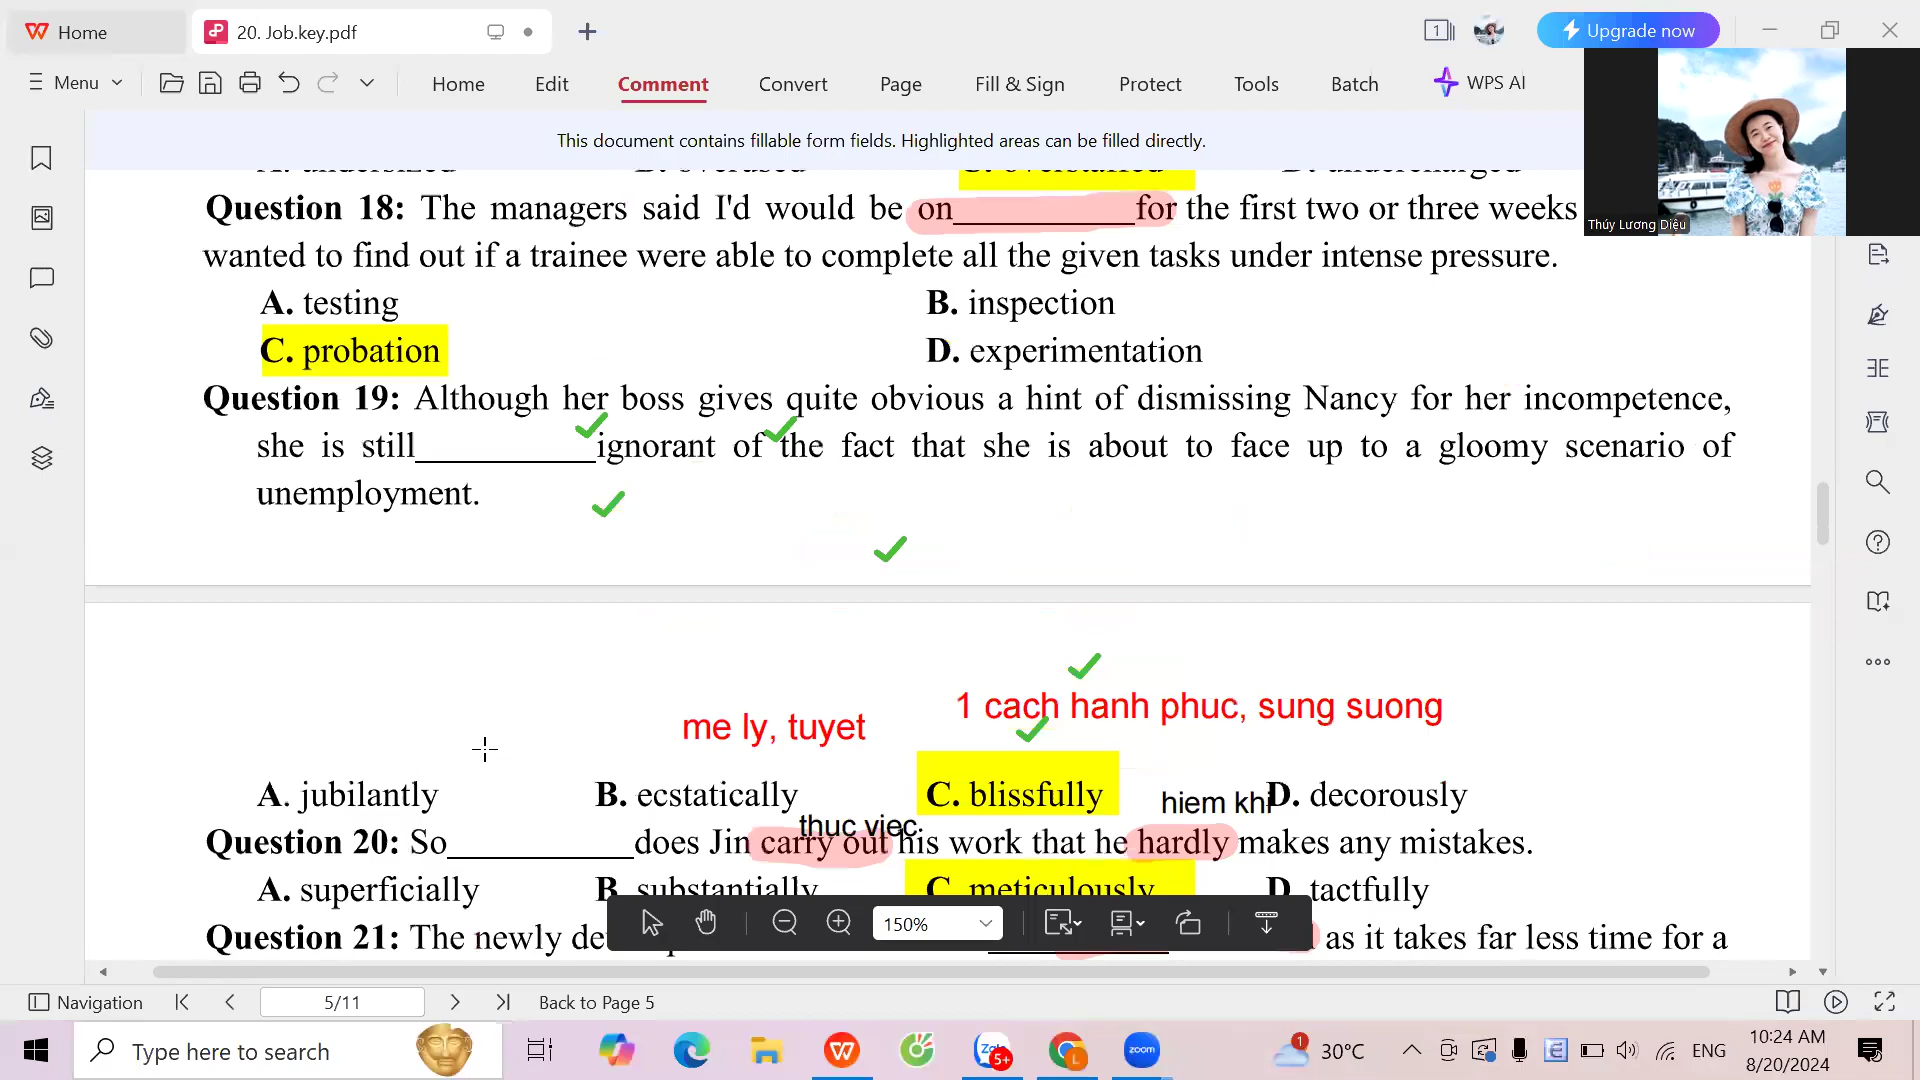 Home
20. Job.key.pdf
1
Upgrade now
Menu
Home Edit Comment Convert Page Fill & Sign Protect Tools Batch WPS AI
This document contains fillable form fields. Highlighted areas can be filled directly.
Question 18: The managers said I'd would be on__________for the first two or three weeks
Thúy Lương Diệu
wanted to find out if a trainee were able to complete all the given tasks under intense pressure.
A. testing B. inspection
C. probation D. experimentation
Question 19: Although her boss gives quite obvious a hint of dismissing Nancy for her incompetence,
she is still__________ignorant of the fact that she is about to face up to a gloomy scenario of
unemployment.
1 cach hanh phuc, sung suong
me ly, tuyet
A. jubilantly B. ecstatically C. blissfully D. decorously
hiem khi
thuc viec
Question 20: So__________does Jin carry out his work that he hardly makes any mistakes.
A. superficially B. substantially C. meticulously D. tactfully
150%
Question 21: The newly de as it takes far less time for a
Navigation 5/11 Back to Page 5
Type here to search
Zalo
5+
L
zoom
1
30°C
ENG
10:24 AM
8/20/2024